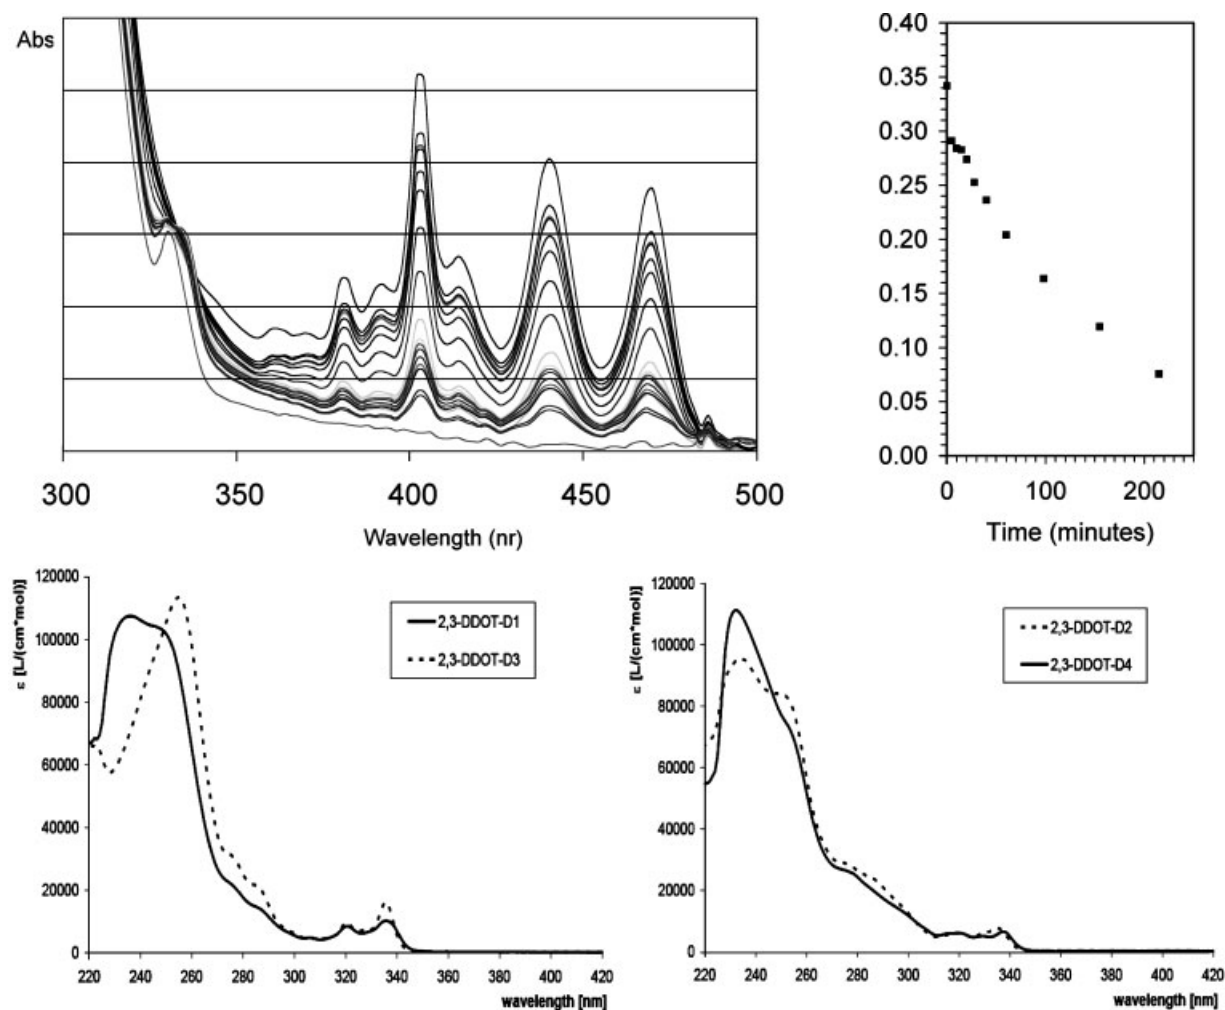 Abs
300 350 400 450 500
Wavelength (nr)
0.40
0.35
0.30
0.25
0.20
0.15
0.10
0.05
0.00
0 100 200
Time (minutes)
ε [L/(cm*mol)]
120000
100000
80000
60000
40000
20000
0
220 240 260 280 300 320 340 360 380 400 420
wavelength [nm]
2,3-DDOT-D1
2,3-DDOT-D3
ε [L/(cm*mol)]
120000
100000
80000
60000
40000
20000
0
220 240 260 280 300 320 340 360 380 400 420
wavelength [nm]
2,3-DDOT-D2
2,3-DDOT-D4